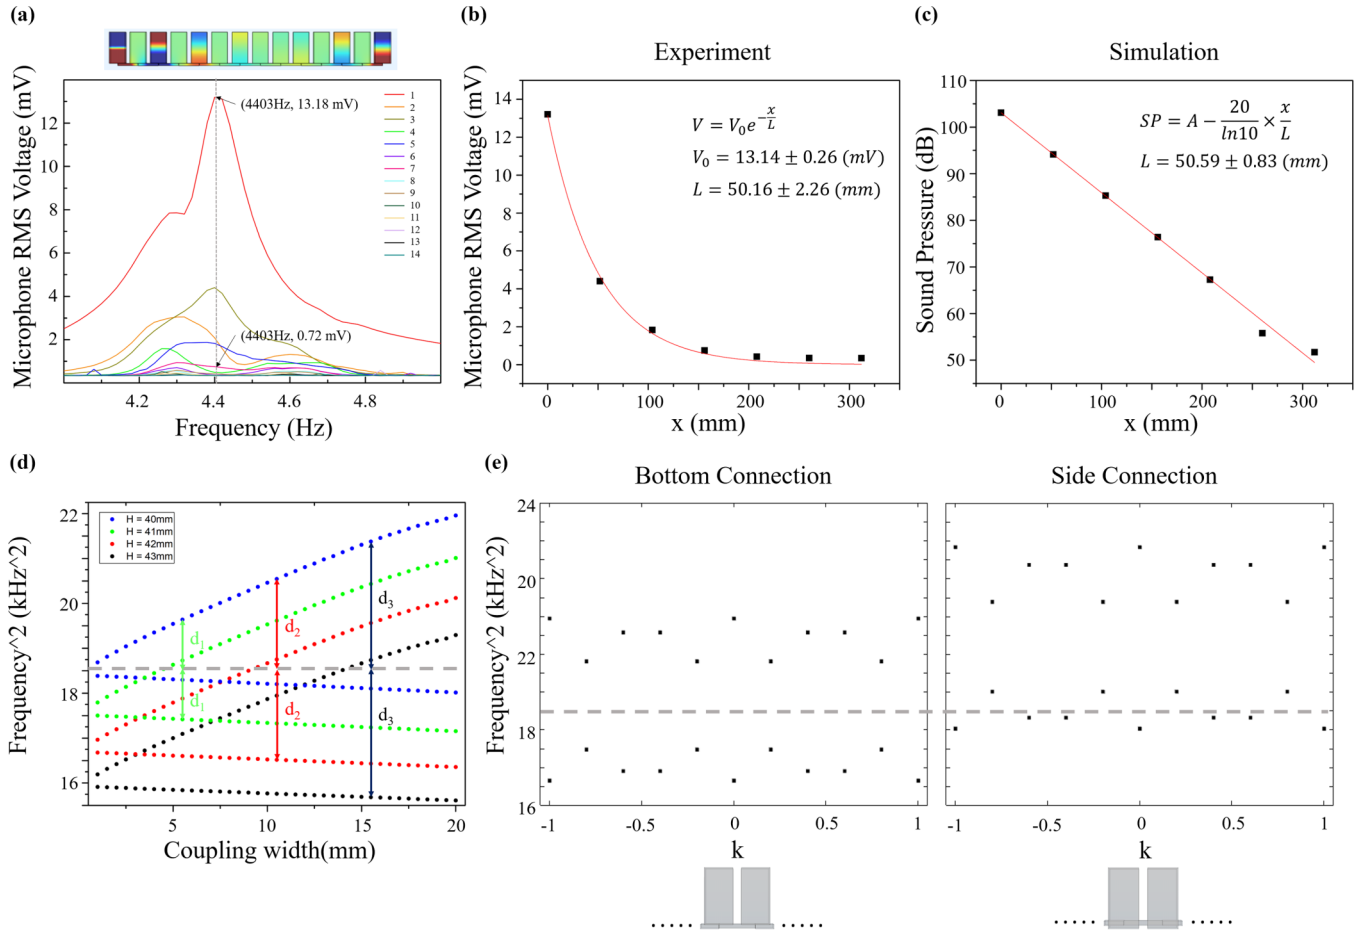 (a)
(4403Hz, 13.18 mV)
(4403Hz, 0.72 mV)
1
2
3
4
5
6
7
8
9
10
11
12
13
14
Microphone RMS Voltage (mV)
12
10
8
6
4
2
4.2
4.4
4.6
4.8
Frequency (Hz)
(b)
Experiment
V = V₀e^{-x/L}
V₀ = 13.14 ± 0.26 (mV)
L = 50.16 ± 2.26 (mm)
Microphone RMS Voltage (mV)
14
12
10
8
6
4
2
0
0
100
200
300
x (mm)
(c)
Simulation
SP = A − 20/ln10 × x/L
L = 50.59 ± 0.83 (mm)
Sound Pressure (dB)
110
100
90
80
70
60
50
0
100
200
300
x (mm)
(d)
H = 40mm
H = 41mm
H = 42mm
H = 43mm
d₁
d₁
d₂
d₂
d₃
d₃
Frequency^2 (kHz^2)
22
20
18
16
5
10
15
20
Coupling width(mm)
(e)
Bottom Connection
Frequency^2 (kHz^2)
24
20
22
18
16
-1
-0.5
0
0.5
1
k
Side Connection
-1
-0.5
0
0.5
1
k